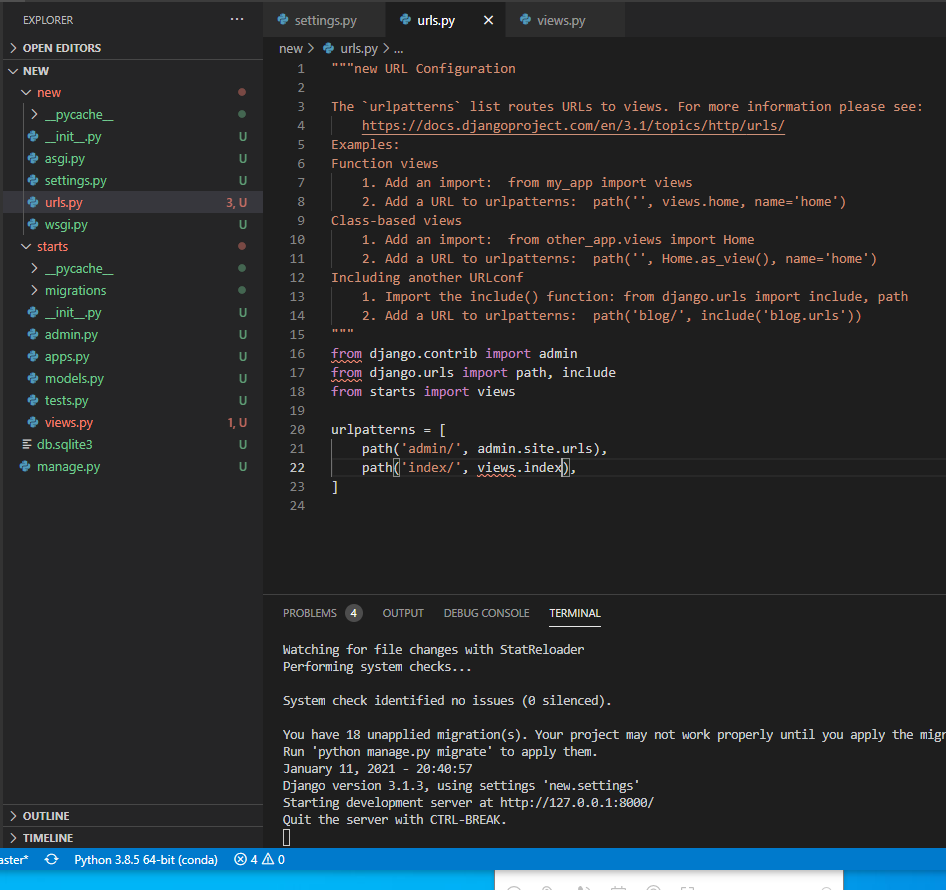 EXPLORER
OPEN EDITORS
NEW
new
__pycache__
__init__.py U
asgi.py U
settings.py U
urls.py 3, U
wsgi.py U
starts
__pycache__
migrations
__init__.py U
admin.py U
apps.py U
models.py U
tests.py U
views.py 1, U
db.sqlite3 U
manage.py U
OUTLINE
TIMELINE
settings.py urls.py views.py
new > urls.py > ...
1 """new URL Configuration
2
3 The `urlpatterns` list routes URLs to views. For more information please see:
4 https://docs.djangoproject.com/en/3.1/topics/http/urls/
5 Examples:
6 Function views
7 1. Add an import:  from my_app import views
8 2. Add a URL to urlpatterns:  path('', views.home, name='home')
9 Class-based views
10 1. Add an import:  from other_app.views import Home
11 2. Add a URL to urlpatterns:  path('', Home.as_view(), name='home')
12 Including another URLconf
13 1. Import the include() function: from django.urls import include, path
14 2. Add a URL to urlpatterns:  path('blog/', include('blog.urls'))
15 """
16 from django.contrib import admin
17 from django.urls import path, include
18 from starts import views
19
20 urlpatterns = [
21 path('admin/', admin.site.urls),
22 path('index/', views.index),
23 ]
24
PROBLEMS 4 OUTPUT DEBUG CONSOLE TERMINAL
Watching for file changes with StatReloader
Performing system checks...
System check identified no issues (0 silenced).
You have 18 unapplied migration(s). Your project may not work properly until you apply the migr
Run 'python manage.py migrate' to apply them.
January 11, 2021 - 20:40:57
Django version 3.1.3, using settings 'new.settings'
Starting development server at http://127.0.0.1:8000/
Quit the server with CTRL-BREAK.
aster* Python 3.8.5 64-bit (conda) 4 0